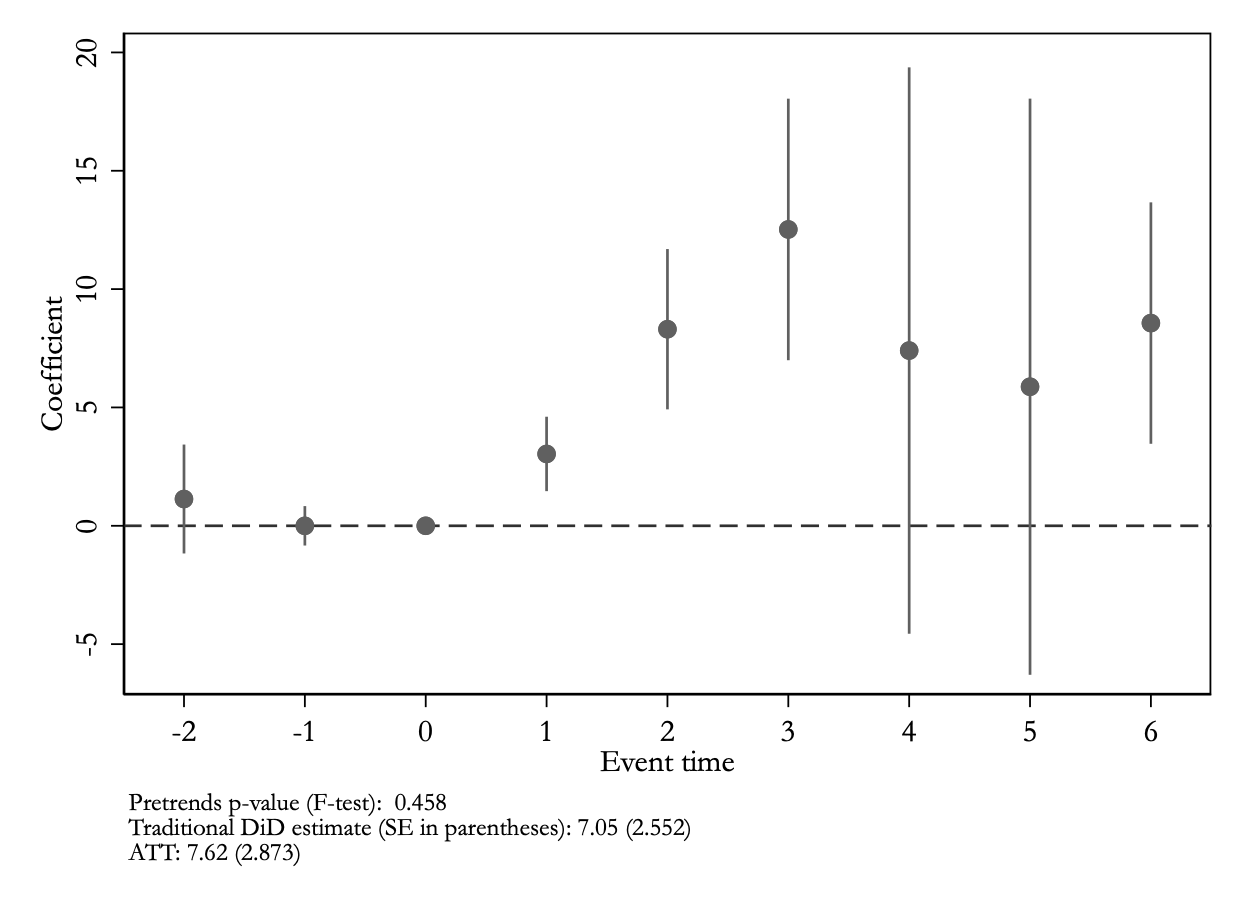 20
15
10
5
0
-5
Coefficient
-2 -1 0 1 2 3 4 5 6
Event time
Pretrends p-value (F-test): 0.458
Traditional DiD estimate (SE in parentheses): 7.05 (2.552)
ATT: 7.62 (2.873)